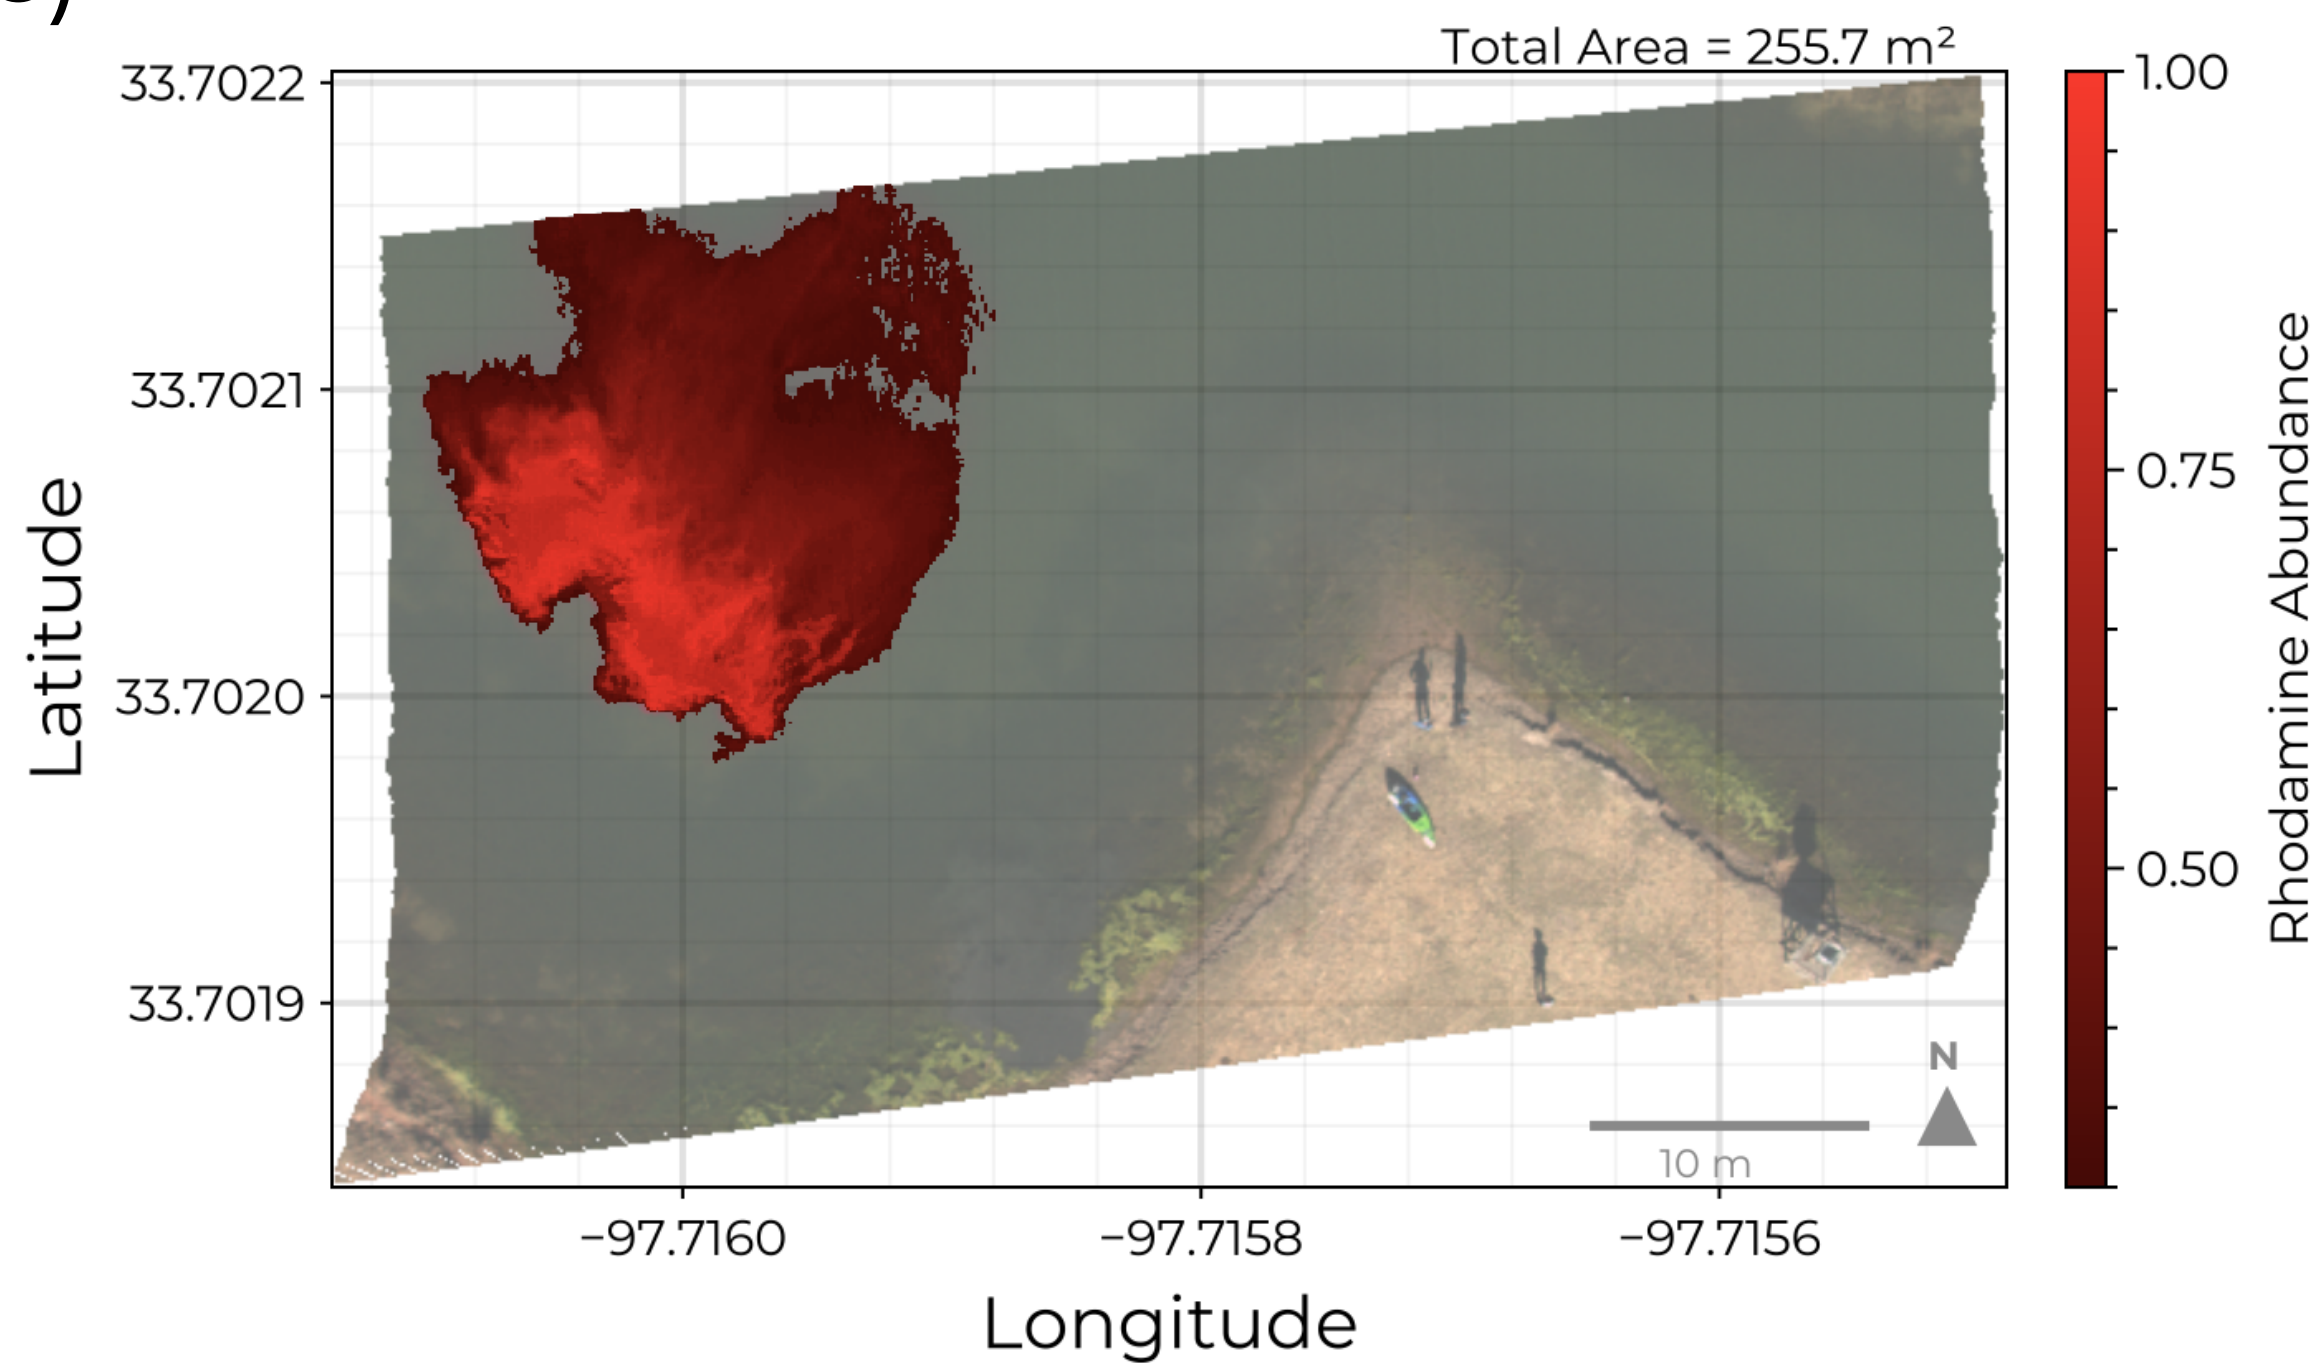 Total Area = 255.7 m²
33.7022
33.7021
33.7020
33.7019
Latitude
−97.7160
−97.7158
−97.7156
Longitude
N
10 m
1.00
0.75
0.50
Rhodamine Abundance